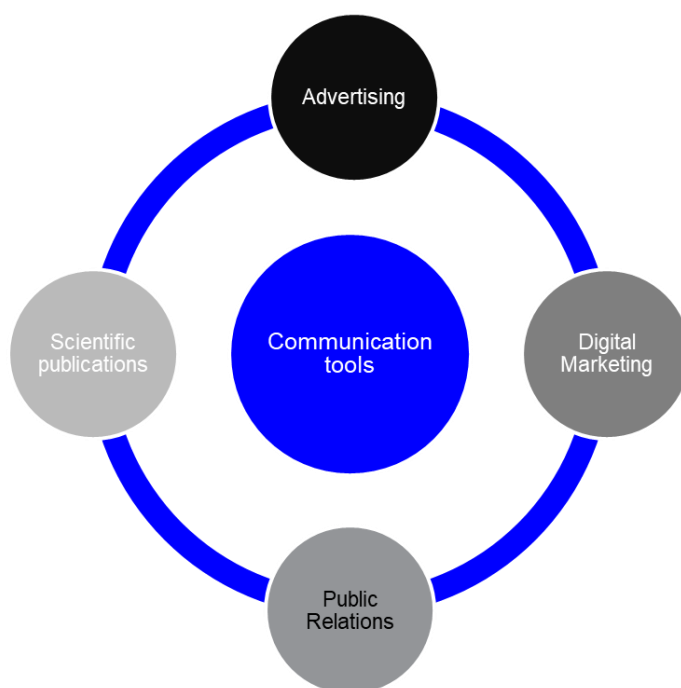 Advertising
Scientific
publications
Communication
tools
Digital
Marketing
Public
Relations